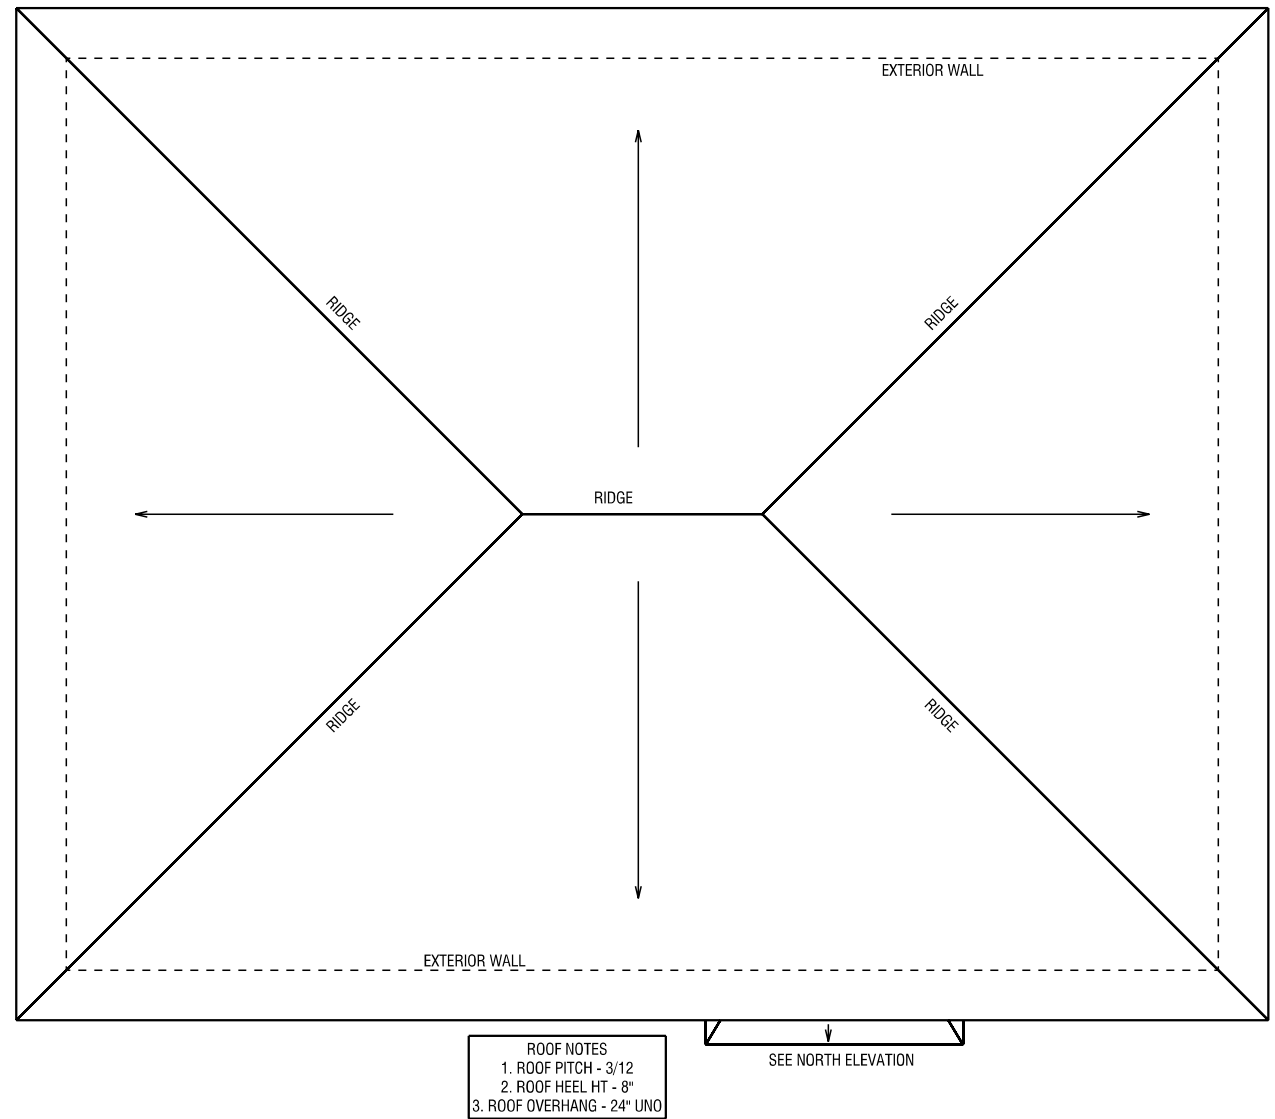 EXTERIOR WALL
RIDGE
RIDGE
RIDGE
RIDGE
RIDGE
EXTERIOR WALL
SEE NORTH ELEVATION
ROOF NOTES
1. ROOF PITCH - 3/12
2. ROOF HEEL HT - 8"
3. ROOF OVERHANG - 24" UNO